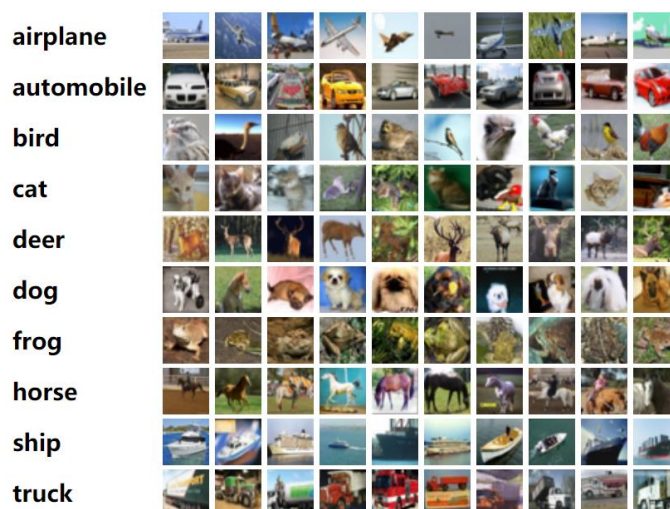 airplane
automobile
bird
cat
deer
dog
frog
horse
ship
truck